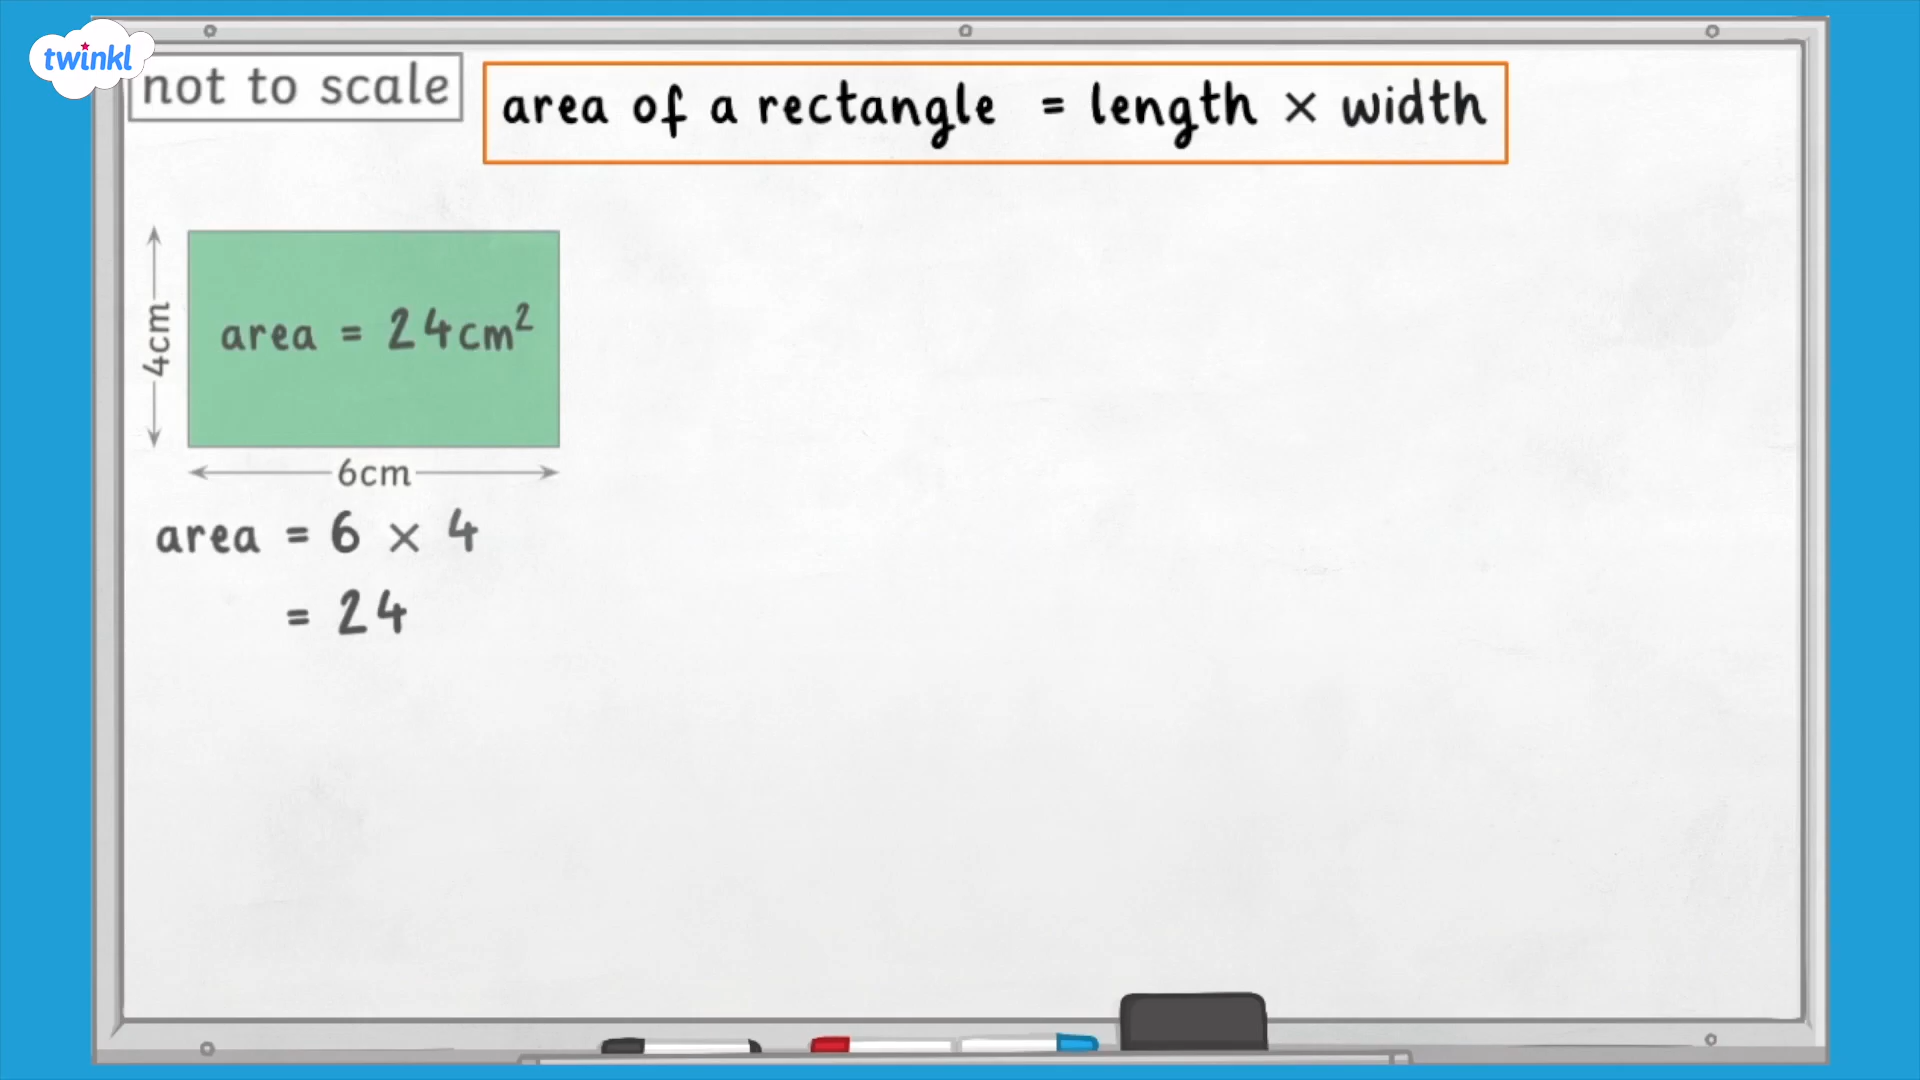 twinkl
not to scale
area of a rectangle = length × width
4cm
area = 24cm²
6cm
area = 6 × 4
= 24